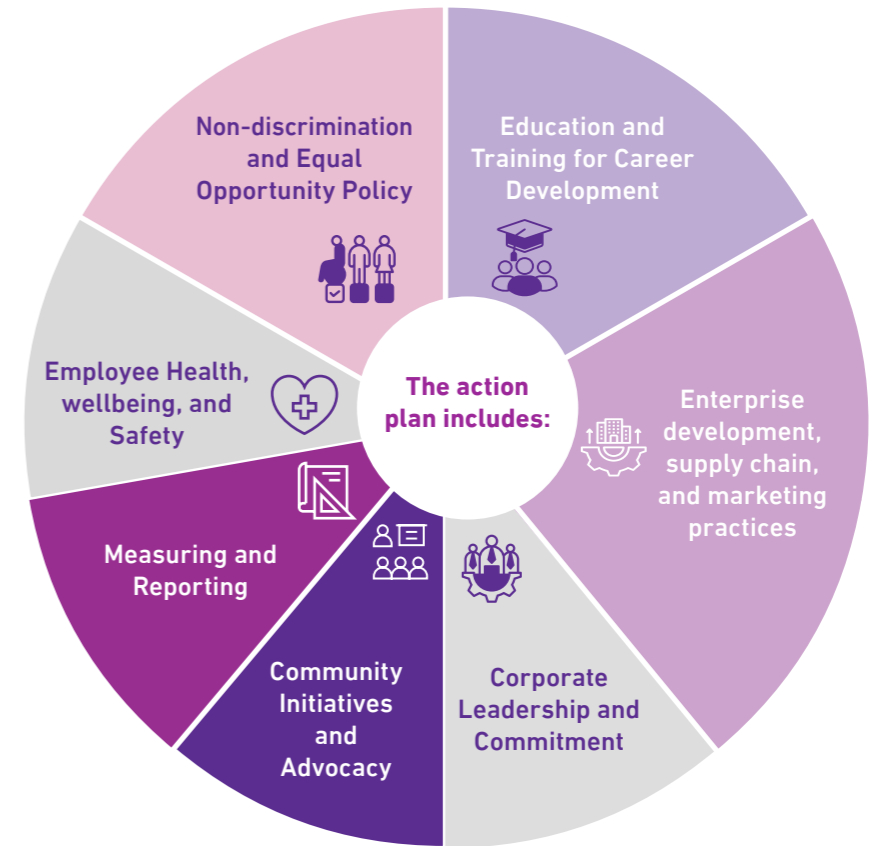 The action
plan includes:
Education and
Training for Career
Development
Enterprise
development,
supply chain,
and marketing
practices
Corporate
Leadership and
Commitment
Community
Initiatives
and
Advocacy
Measuring and
Reporting
Employee Health,
wellbeing, and
Safety
Non-discrimination
and Equal
Opportunity Policy